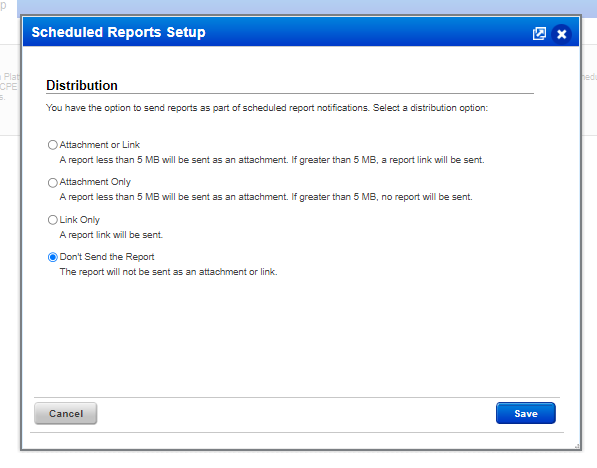 p
Scheduled Reports Setup
Plat
CPE
s
Distribution
You have the option to send reports as part of scheduled report notifications. Select a distribution option:
Attachment or Link
A report less than 5 MB will be sent as an attachment. If greater than 5 MB, a report link will be sent.
Attachment Only
A report less than 5 MB will be sent as an attachment. If greater than 5 MB, no report will be sent.
Link Only
A report link will be sent.
Don't Send the Report
The report will not be sent as an attachment or link.
Cancel
Save